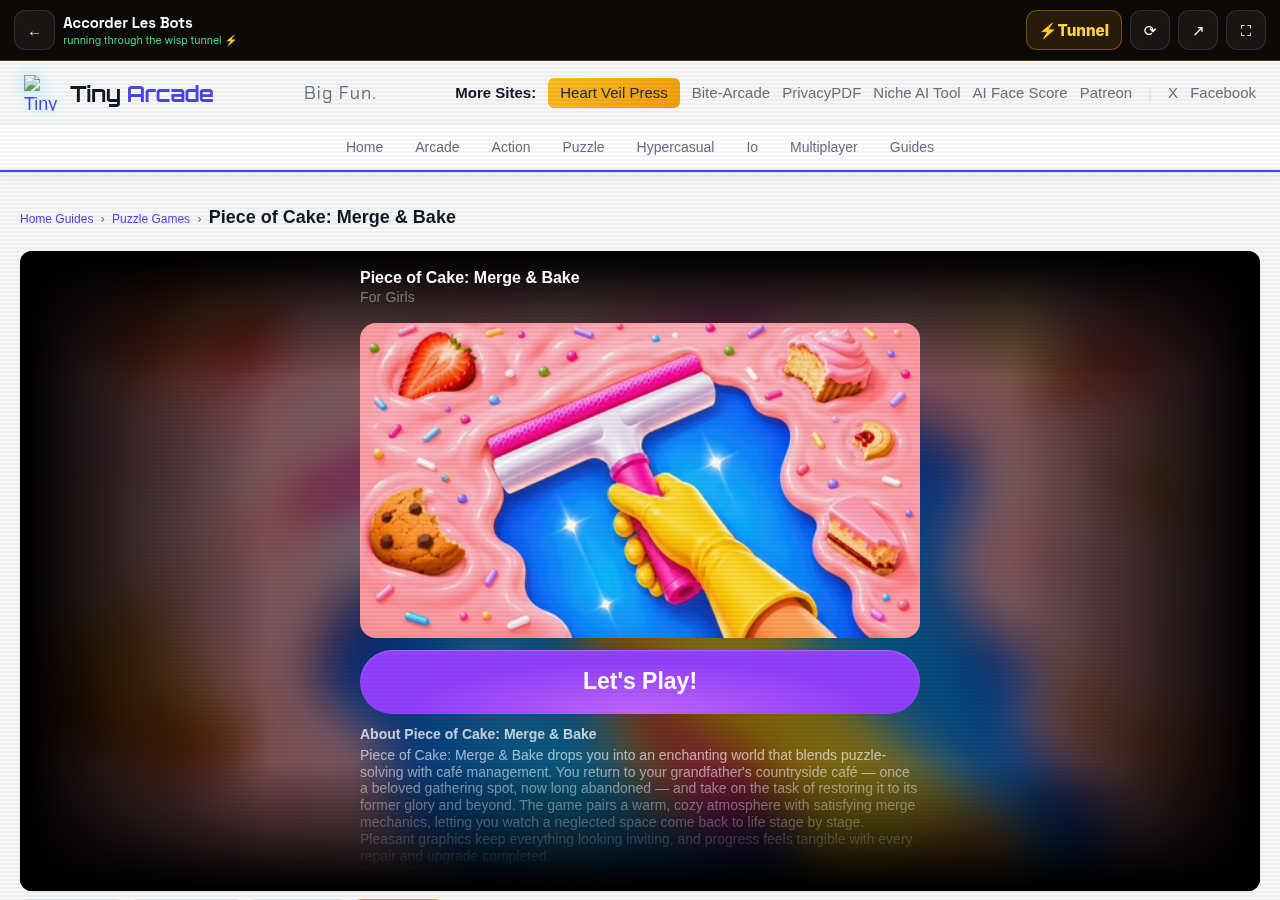 ←
Accorder Les Bots
running through the wisp tunnel ⚡
⚡Tunnel
⟳
↗
⛶
Tiny
Tiny Arcade
Big Fun.
More Sites: Heart Veil Press Bite-Arcade PrivacyPDF Niche AI Tool AI Face Score Patreon | X Facebook
Home Arcade Action Puzzle Hypercasual Io Multiplayer Guides
Home Guides › Puzzle Games › Piece of Cake: Merge & Bake
Piece of Cake: Merge & Bake
For Girls
Let's Play!
About Piece of Cake: Merge & Bake
Piece of Cake: Merge & Bake drops you into an enchanting world that blends puzzle-
solving with café management. You return to your grandfather's countryside café — once
a beloved gathering spot, now long abandoned — and take on the task of restoring it to its
former glory and beyond. The game pairs a warm, cozy atmosphere with satisfying merge
mechanics, letting you watch a neglected space come back to life stage by stage.
Pleasant graphics keep everything looking inviting, and progress feels tangible with every
repair and upgrade completed.